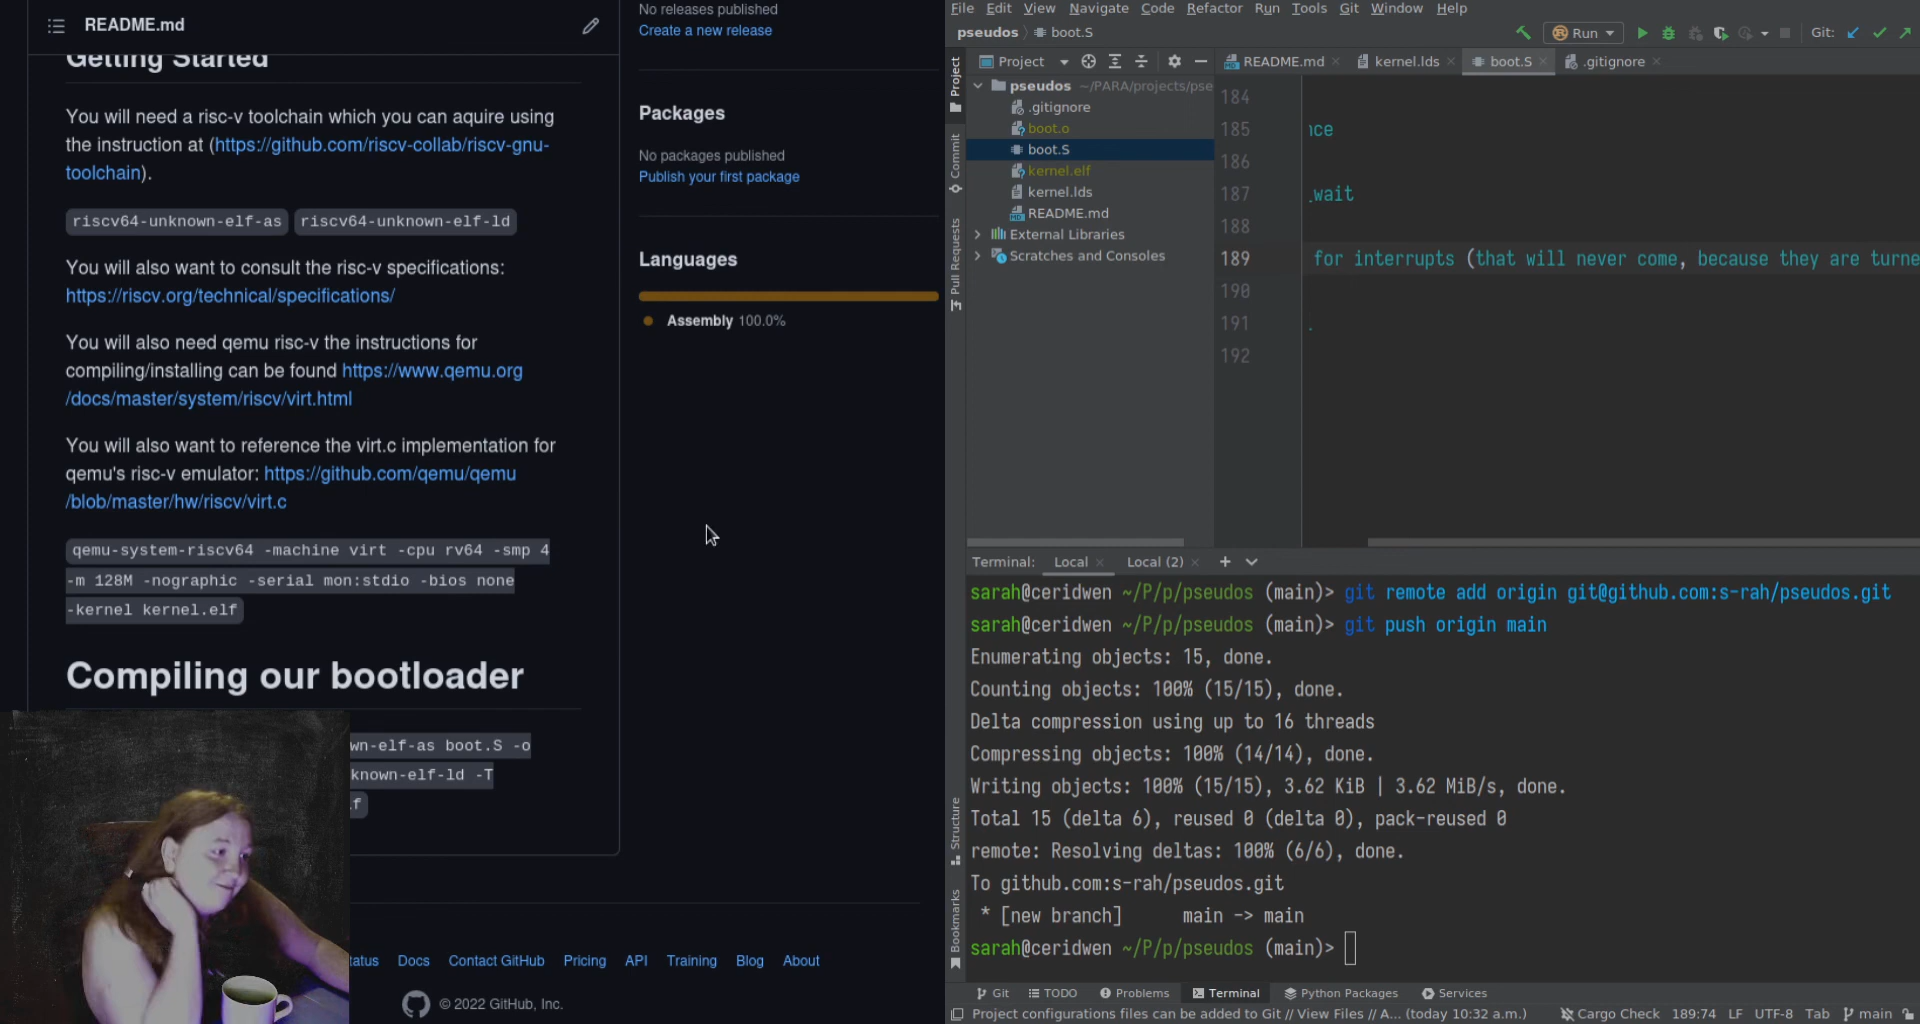 README.md
Getting Started
You will need a risc-v toolchain which you can aquire using
the instruction at (https://github.com/riscv-collab/riscv-gnu-
toolchain).
riscv64-unknown-elf-as riscv64-unknown-elf-ld
You will also want to consult the risc-v specifications:
https://riscv.org/technical/specifications/
You will also need qemu risc-v the instructions for
compiling/installing can be found https://www.qemu.org
/docs/master/system/riscv/virt.html
You will also want to reference the virt.c implementation for
qemu's risc-v emulator: https://github.com/qemu/qemu
/blob/master/hw/riscv/virt.c
qemu-system-riscv64 -machine virt -cpu rv64 -smp 4
-m 128M -nographic -serial mon:stdio -bios none
-kernel kernel.elf
Compiling our bootloader
wn-elf-as boot.S -o
known-elf-ld -T
lf
No releases published
Create a new release
Packages
No packages published
Publish your first package
Languages
Assembly 100.0%
tatus Docs Contact GitHub Pricing API Training Blog About
© 2022 GitHub, Inc.
File Edit View Navigate Code Refactor Run Tools Git Window Help
pseudos boot.S Run Git:
Project README.md kernel.lds boot.S .gitignore
Project
Commit
Pull Requests
pseudos ~/PARA/projects/pse
.gitignore
boot.o
boot.S
kernel.elf
kernel.lds
README.md
External Libraries
Scratches and Consoles
184
185 nce
186
187 _wait
188
189 for interrupts (that will never come, because they are turne
190
191 .
192
Terminal: Local Local (2)
sarah@ceridwen ~/P/p/pseudos (main)> git remote add origin git@github.com:s-rah/pseudos.git
sarah@ceridwen ~/P/p/pseudos (main)> git push origin main
Enumerating objects: 15, done.
Counting objects: 100% (15/15), done.
Delta compression using up to 16 threads
Compressing objects: 100% (14/14), done.
Writing objects: 100% (15/15), 3.62 KiB | 3.62 MiB/s, done.
Total 15 (delta 6), reused 0 (delta 0), pack-reused 0
remote: Resolving deltas: 100% (6/6), done.
To github.com:s-rah/pseudos.git
* [new branch] main -> main
sarah@ceridwen ~/P/p/pseudos (main)>
Structure
Bookmarks
Git TODO Problems Terminal Python Packages Services
Project configurations files can be added to Git // View Files // A... (today 10:32 a.m.) Cargo Check 189:74 LF UTF-8 Tab main